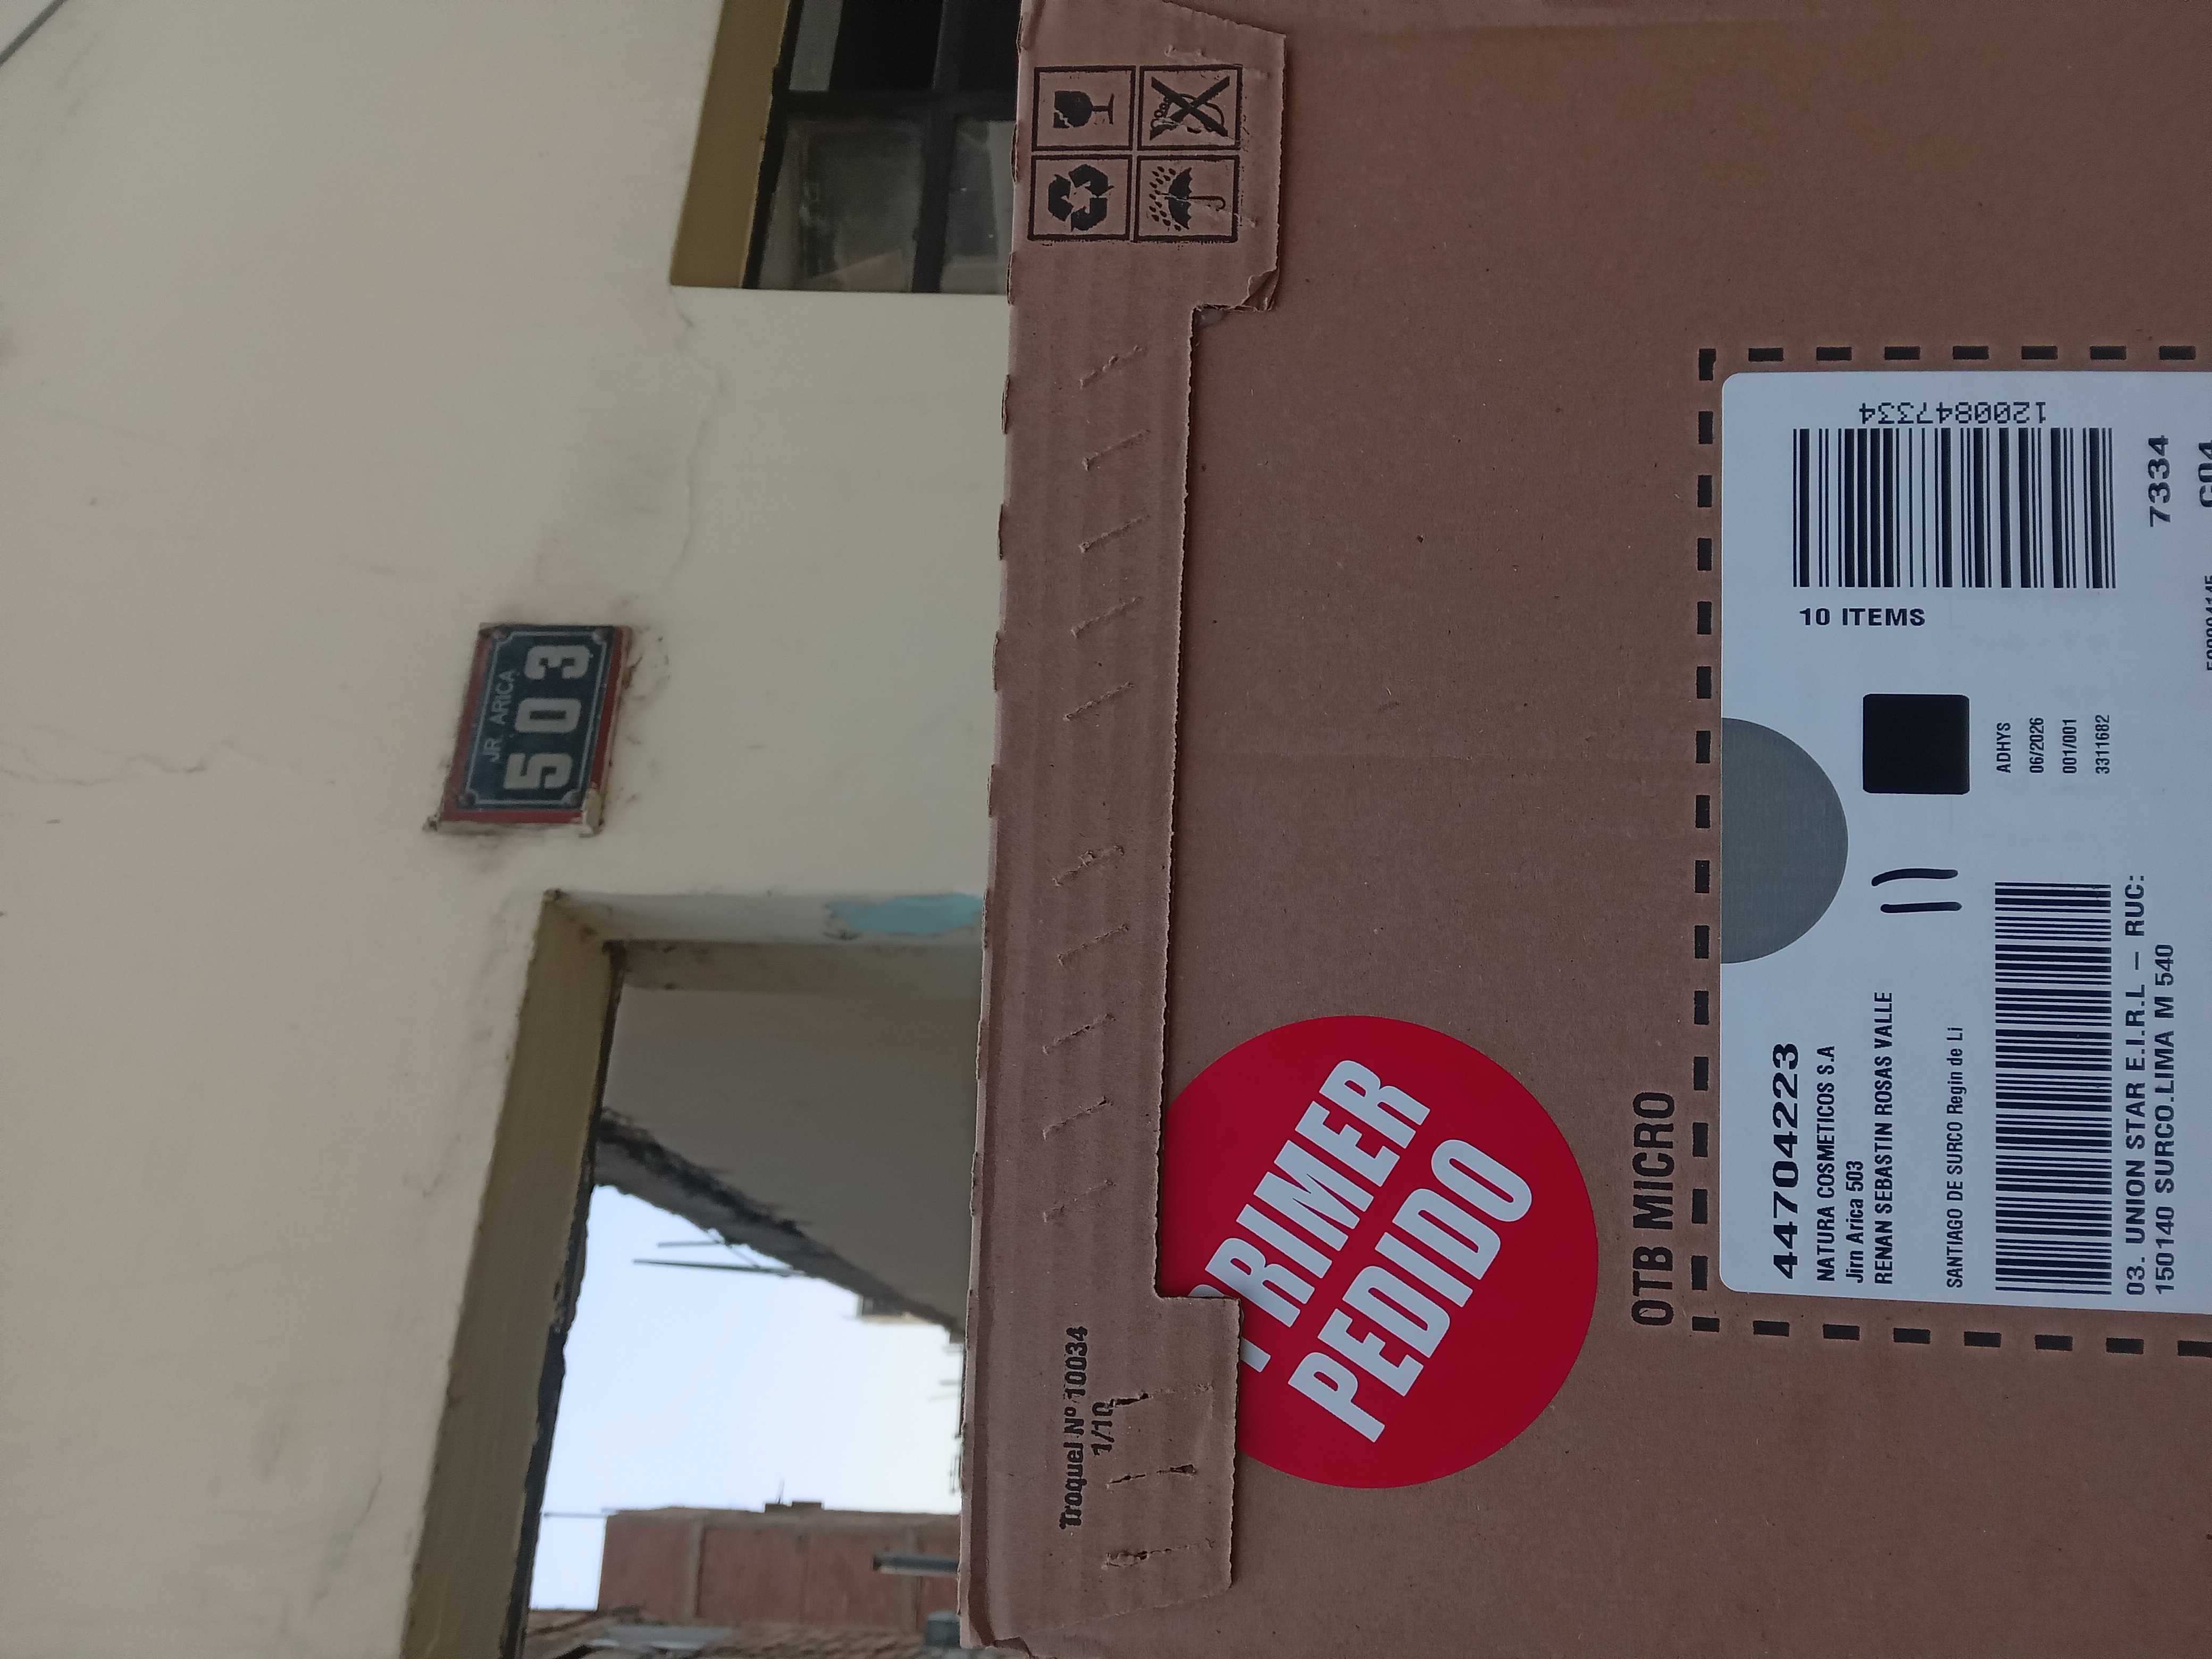 JR. ARICA
503
Troquel Nº 10034
1/10
PRIMER
PEDIDO
OTB MICRO
44704223
NATURA COSMETICOS S.A
Jirn Arica 503
RENAN SEBASTIN ROSAS VALLE
SANTIAGO DE SURCO Regin de Li
11
10 ITEMS
1200847334
ADHYS
06/2026
001/001
3311682
03. UNION STAR E.I.R.L - RUC:
150140 SURCO.LIMA M 540
7334
C04